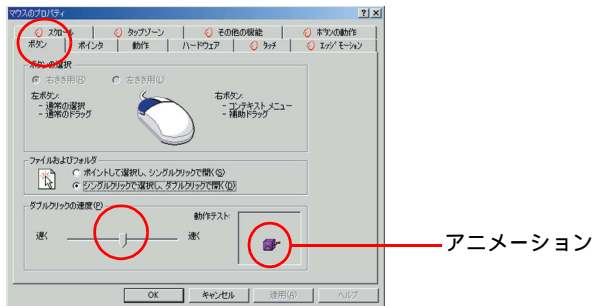 マウスのプロパティ
スクロール タップゾーン その他の機能 ボタンの動作
ボタン ポインタ 動作 ハードウェア タッチ エッジ モーション
ボタンの選択
右きき用(R) 左きき用(L)
左ボタン: 右ボタン:
- 通常の選択 - コンテキスト メニュー
- 通常のドラッグ - 補助ドラッグ
ファイルおよびフォルダ
ポイントして選択し、シングルクリックで開く(S)
シングルクリックで選択し、ダブルクリックで開く(D)
ダブルクリックの速度(P)
動作テスト:
遅く 速く
アニメーション
OK キャンセル 適用(A) ヘルプ